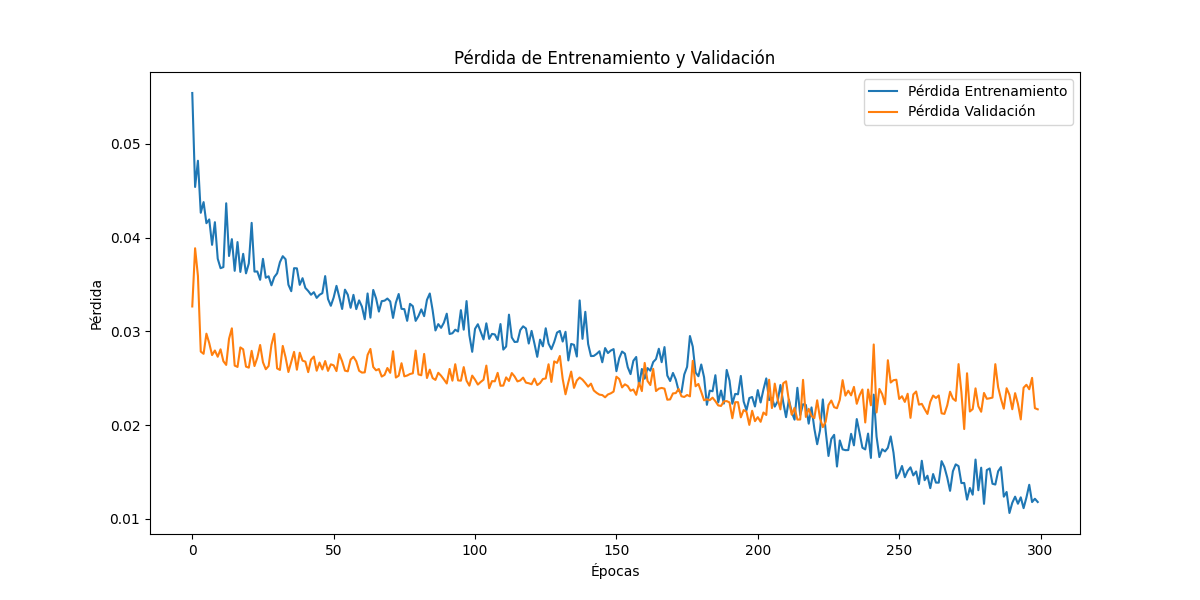 Pérdida de Entrenamiento y Validación
Pérdida Entrenamiento
Pérdida Validación
Pérdida
0.05
0.04
0.03
0.02
0.01
0
50
100
150
200
250
300
Épocas